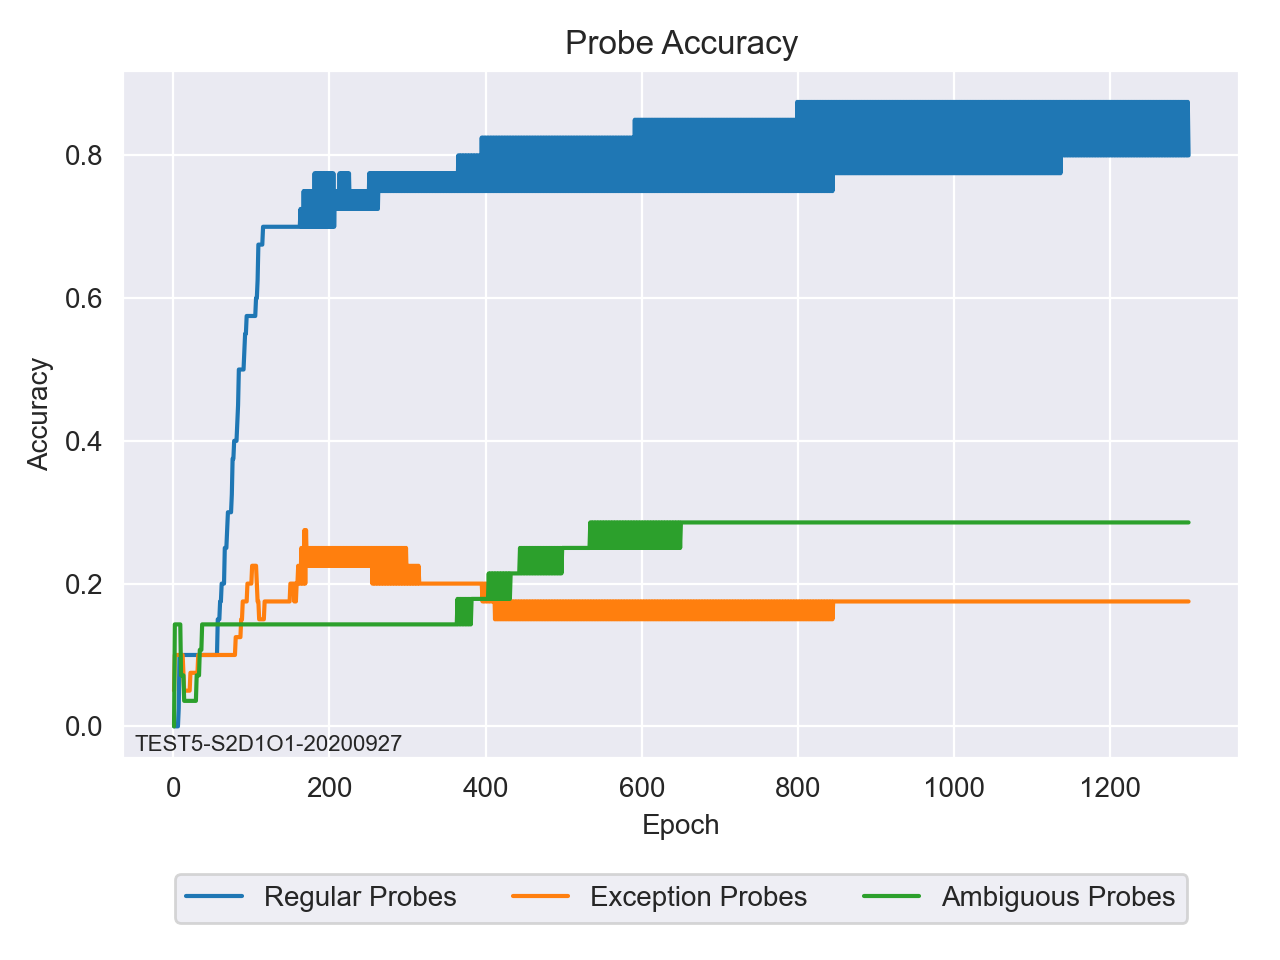 Probe Accuracy
Accuracy
0.8
0.6
0.4
0.2
0.0
TEST5-S2D1O1-20200927
0 200 400 600 800 1000 1200
Epoch
Regular Probes Exception Probes Ambiguous Probes